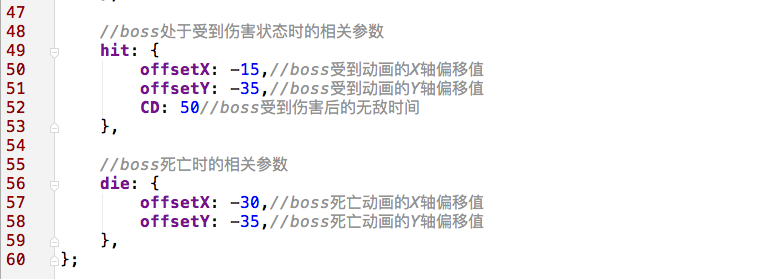 47
48 //boss处于受到伤害状态时的相关参数
49 hit: {
50 offsetX: -15,//boss受到动画的X轴偏移值
51 offsetY: -35,//boss受到动画的Y轴偏移值
52 CD: 50//boss受到伤害后的无敌时间
53 },
54
55 //boss死亡时的相关参数
56 die: {
57 offsetX: -30,//boss死亡动画的X轴偏移值
58 offsetY: -35,//boss死亡动画的Y轴偏移值
59 },
60 };